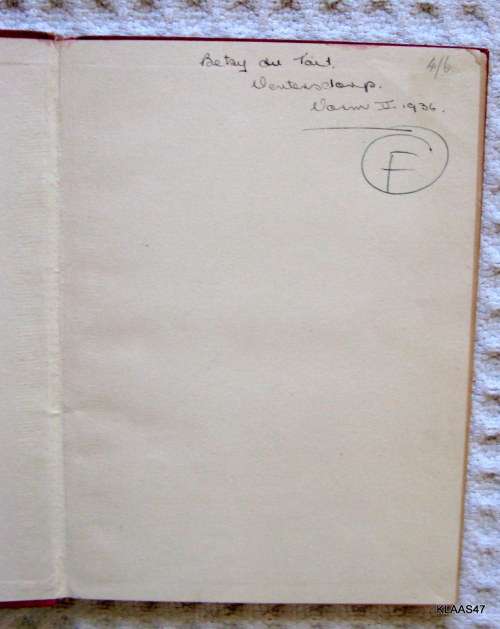 Betsy du Toit.
4/6
Ventersdorp.
Vorm II. 1936.
F
KLAAS47